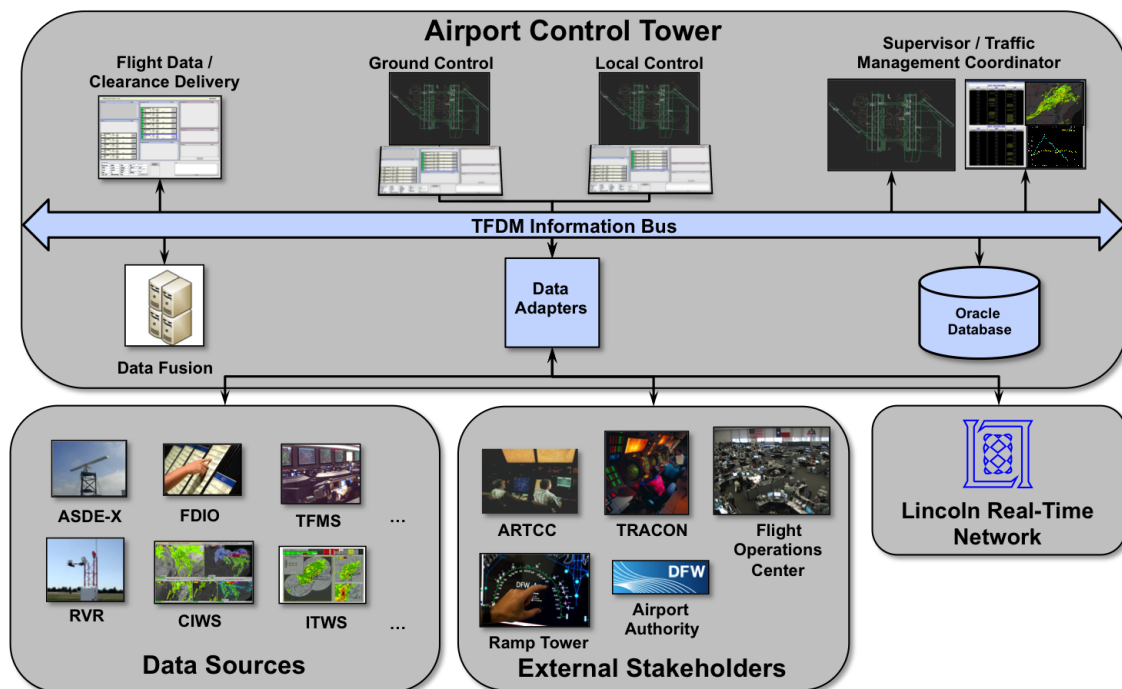 Airport Control Tower
Flight Data /
Clearance Delivery
Ground Control
Local Control
Supervisor / Traffic
Management Coordinator
TFDM Information Bus
Data Fusion
Data
Adapters
Oracle
Database
ASDE-X
FDIO
TFMS
...
RVR
CIWS
ITWS
...
Data Sources
ARTCC
TRACON
Flight
Operations
Center
DFW
Ramp Tower
DFW
Airport
Authority
External Stakeholders
Lincoln Real-Time
Network